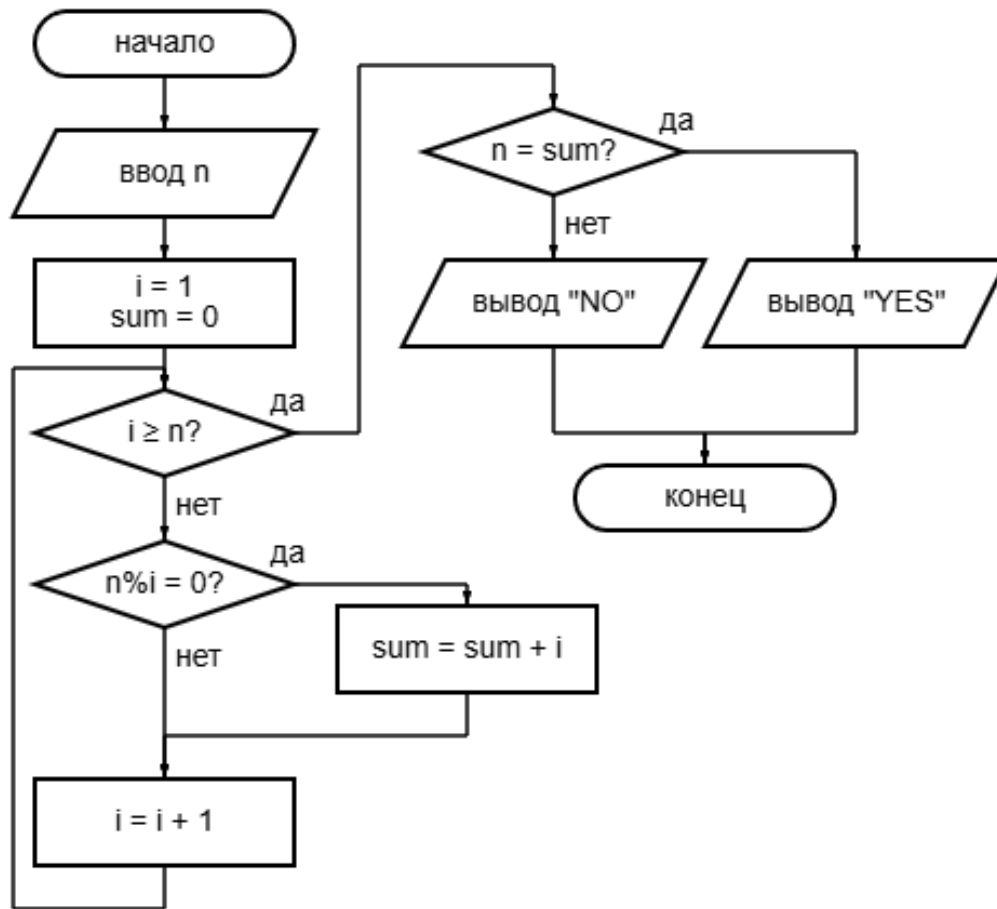 начало
ввод n
i = 1
sum = 0
i ≥ n?
да
нет
n%i = 0?
да
нет
sum = sum + i
i = i + 1
n = sum?
да
нет
вывод "NO"
вывод "YES"
конец